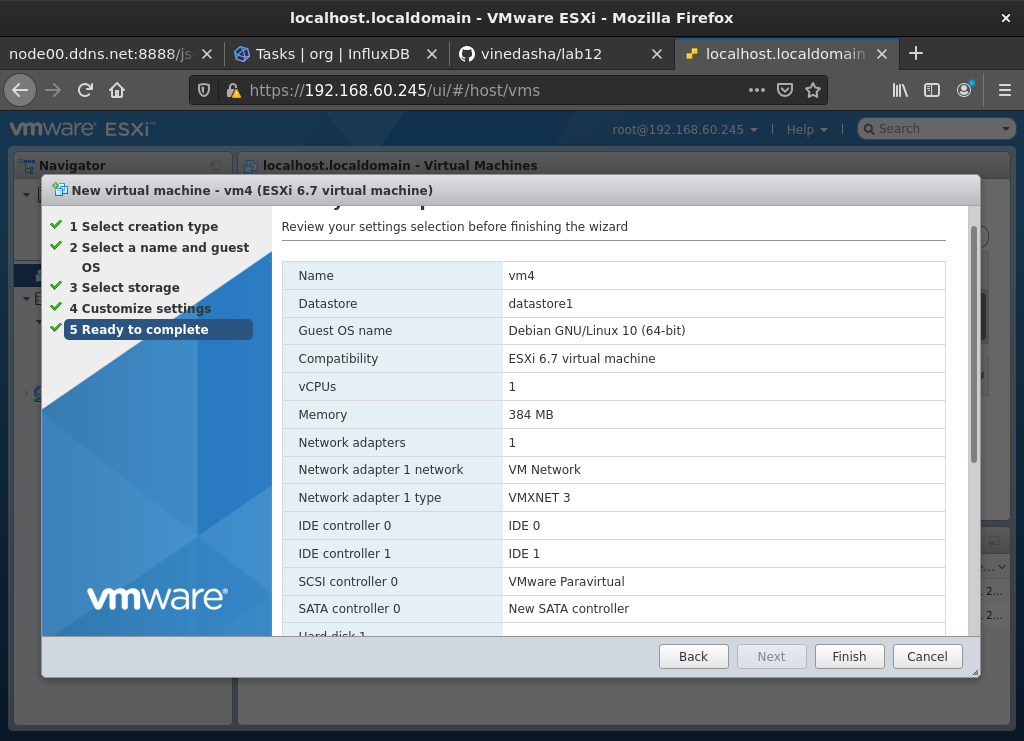 localhost.localdomain - VMware ESXi - Mozilla Firefox
node00.ddns.net:8888/js
Tasks | org | InfluxDB
vinedasha/lab12
localhost.localdomain
https://192.168.60.245/ui/#/host/vms
vmware ESXi™
root@192.168.60.245
|
Help
|
Search
Navigator
localhost.localdomain - Virtual Machines
New virtual machine - vm4 (ESXi 6.7 virtual machine)
1 Select creation type
2 Select a name and guest
OS
3 Select storage
4 Customize settings
5 Ready to complete
Review your settings selection before finishing the wizard
Name vm4
Datastore datastore1
Guest OS name Debian GNU/Linux 10 (64-bit)
Compatibility ESXi 6.7 virtual machine
vCPUs 1
Memory 384 MB
Network adapters 1
Network adapter 1 network VM Network
Network adapter 1 type VMXNET 3
IDE controller 0 IDE 0
IDE controller 1 IDE 1
SCSI controller 0 VMware Paravirtual
SATA controller 0 New SATA controller
Hard disk 1
vmware®
Back
Next
Finish
Cancel
2...
2...